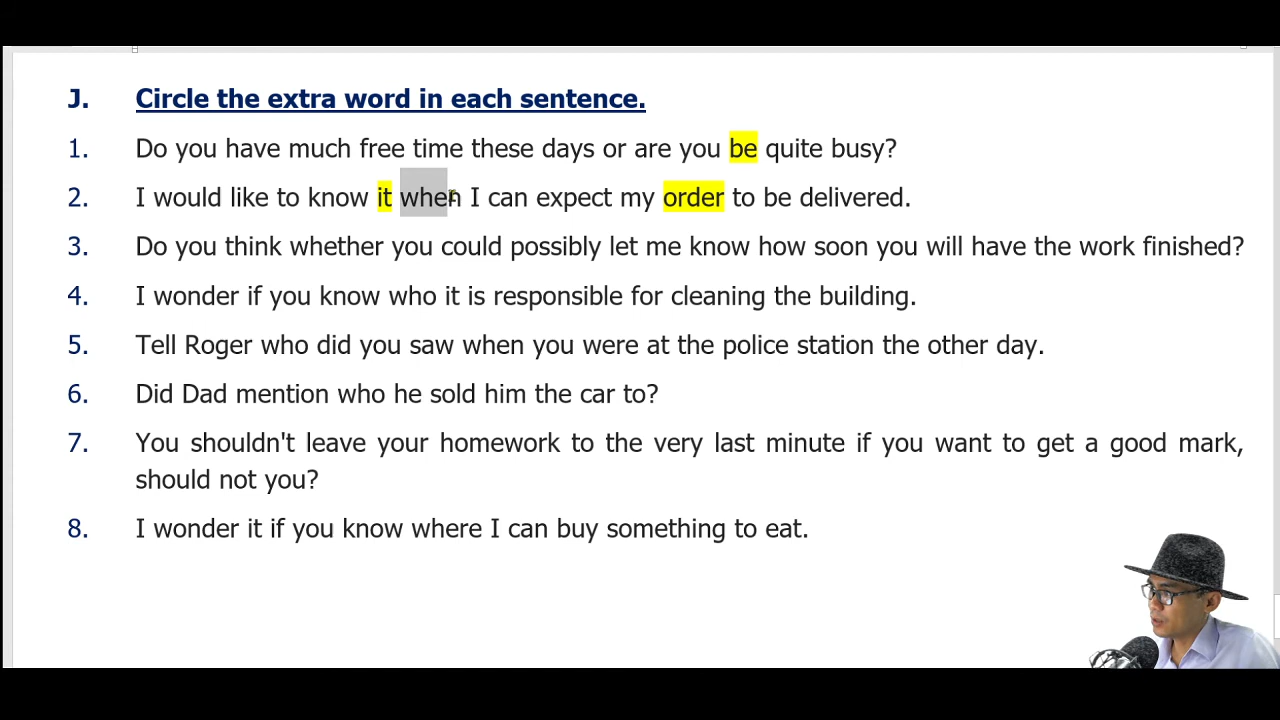 J. Circle the extra word in each sentence.
1. Do you have much free time these days or are you be quite busy?
2. I would like to know it when I can expect my order to be delivered.
3. Do you think whether you could possibly let me know how soon you will have the work finished?
4. I wonder if you know who it is responsible for cleaning the building.
5. Tell Roger who did you saw when you were at the police station the other day.
6. Did Dad mention who he sold him the car to?
7. You shouldn't leave your homework to the very last minute if you want to get a good mark,
should not you?
8. I wonder it if you know where I can buy something to eat.